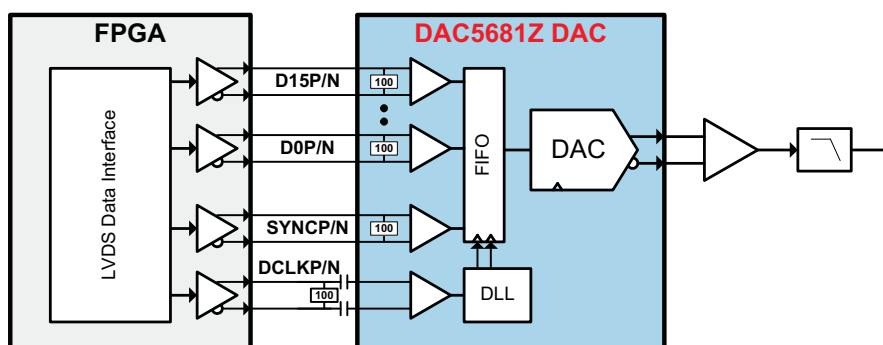 FPGA
DAC5681Z DAC
LVDS Data Interface
D15P/N
100
D0P/N
100
SYNCP/N
100
DCLKP/N
100
FIFO
DAC
DLL